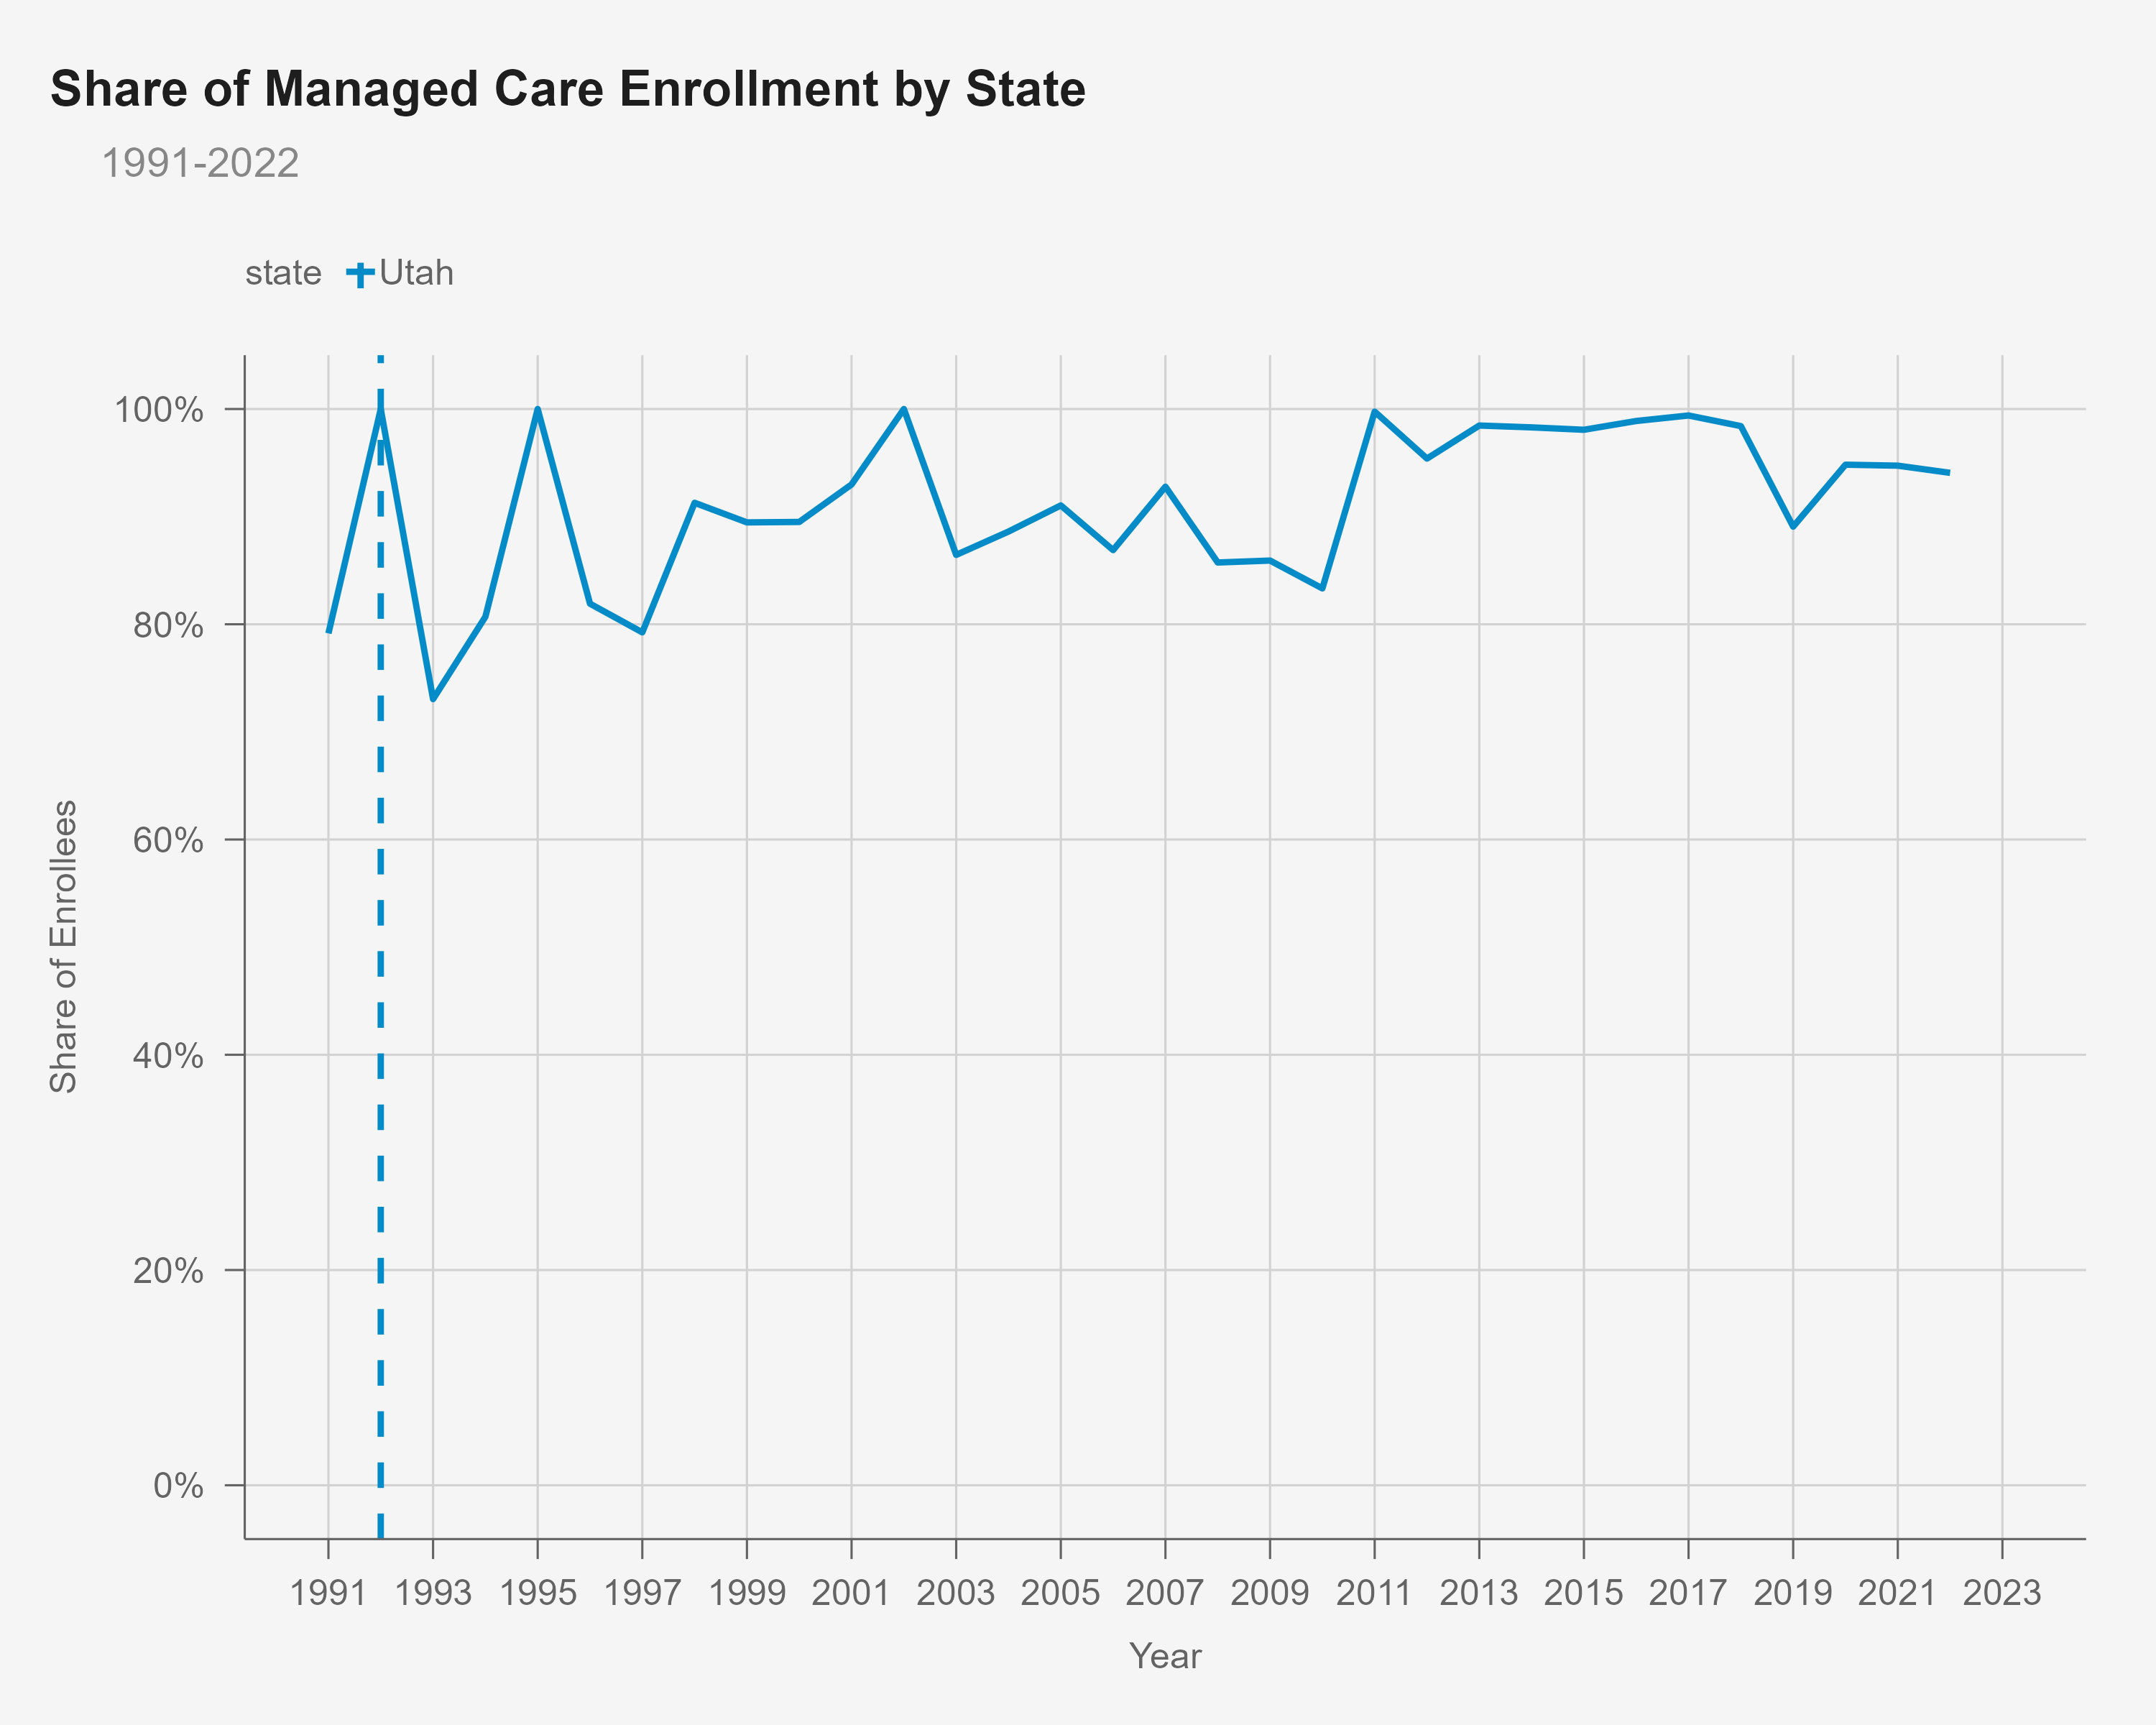 Share of Managed Care Enrollment by State
1991-2022
state Utah
100%
80%
60%
40%
20%
0%
Share of Enrollees
1991 1993 1995 1997 1999 2001 2003 2005 2007 2009 2011 2013 2015 2017 2019 2021 2023
Year